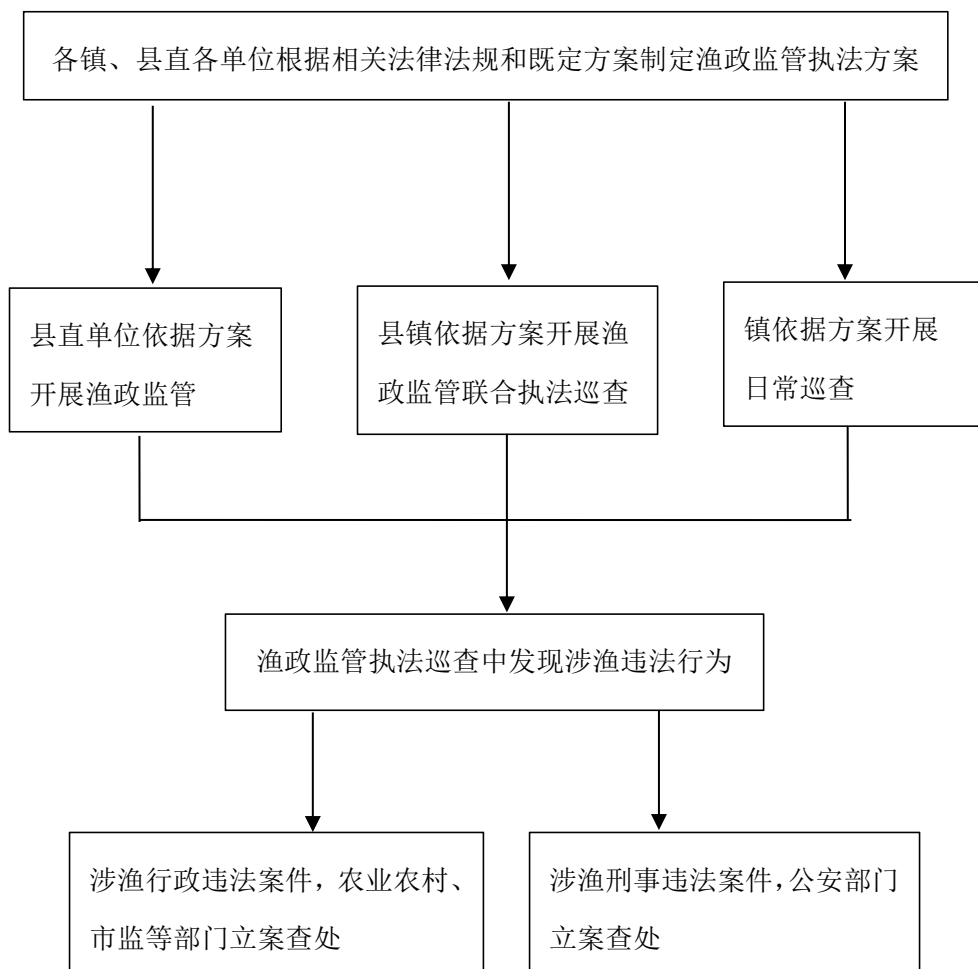 各镇、县直各单位根据相关法律法规和既定方案制定渔政监管执法方案
县直单位依据方案
开展渔政监管
县镇依据方案开展渔
政监管联合执法巡查
镇依据方案开展
日常巡查
渔政监管执法巡查中发现涉渔违法行为
涉渔行政违法案件，农业农村、
市监等部门立案查处
涉渔刑事违法案件，公安部门
立案查处